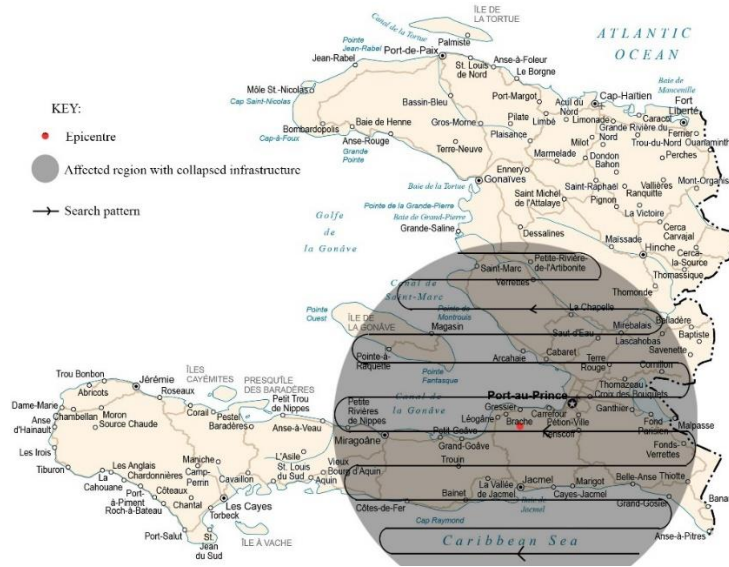 ÎLE DE
LA TORTUE
Canal de la Tortue
Palmiste
ATLANTIC
OCEAN
Pointe
Jean-Rabel
Port-de-Paix
Jean-Rabel
St. Louis
de Nord
Anse-à-Foleur
Le Borgne
Baie de
Mancenille
Môle St.-Nicolas
Cap Saint-Nicolas
Bassin-Bleu
Port-Margot
Acul du
Nord
Cap-Haïtien
Fort
Liberté
Caracol
Limonade
Ferrier
Bombardopolis
Cap-à-Foux
Baie de Henne
Anse-Rouge
Grande
Pointe
Gros-Morne
Pilate
Limbé
Plaisance
Milot
Grande Rivière du
Nord
Trou-du-Nord
Ouanaminthe
Terre-Neuve
Marmelade
Dondon
Bahon
Perches
Ennery
Gonaïves
Baie de la Tortue
Saint Michel
de l'Attalaye
Saint-Raphaël
Pignon
Ranquitte
Vallières
Mont-Organisé
La Victoire
KEY:
Epicentre
Affected region with collapsed infrastructure
Search pattern
Golfe
de
la Gonâve
Pointe de la Grande-Pierre
Baie de Grand-Pierre
Grande-Saline
Dessalines
Maïssade
Hinche
Cerca
Carvajal
Cerca-
la-Source
Thomassique
Petite-Rivière-
de-l'Artibonite
Saint-Marc
Verrettes
Thomonde
Canal de
Saint-Marc
Pointe
Ouest
ÎLE DE
LA GONÂVE
Pointe de
Montrouis
La Chapelle
Belladère
Baptiste
Magasin
Saut-d'Eau
Mirebalais
Lascahobas
Savenette
Pointe-à-
Raquette
Arcahaie
Cabaret
Terre
Rouge
Cornillon
Pointe
Fantasque
Thomazeau
Croix des Bouquets
Port-au-Prince
Canal de
la Gonâve
ÎLES
CAYÉMITES
PRESQU'ÎLE
DES BARADÈRES
Trou Bonbon
Jérémie
Abricots
Roseaux
Corail
Pestel
Baradères
Petit Trou
de Nippes
Anse-à-Veau
Petite
Rivières
de Nippes
Gressier
Léogâne
Brache
Carrefour
Pétion-Ville
Kenscoff
Ganthier
Fond
Parisien
Malpasse
Fonds-
Verrettes
Dame-Marie
Chambellan
Anse
d'Hainault
Moron
Source Chaude
Miragoâne
Petit Goâve
Grand-Goâve
Trouin
Les Irois
Tiburon
La
Cahouane
Les Anglais
Chardonnières
Port-
à-Piment
Roch-à-Bateau
Côteaux
Chantal
Maniche
Camp-
Perrin
Cavaillon
Les Cayes
Torbeck
L'Asile
St. Louis
du Sud
Aquin
Vieux
Bourg d'Aquin
Port-Salut
St.
Jean
du Sud
ÎLE À VACHE
Côtes-de-Fer
Bainet
La Vallée
de Jacmel
Jacmel
Baie de
Jacmel
Marigot
Cayes-Jacmel
Belle-Anse
Thiotte
Grand-Gosier
Banane
Anse-à-Pitres
Cap Raymond
Caribbean Sea